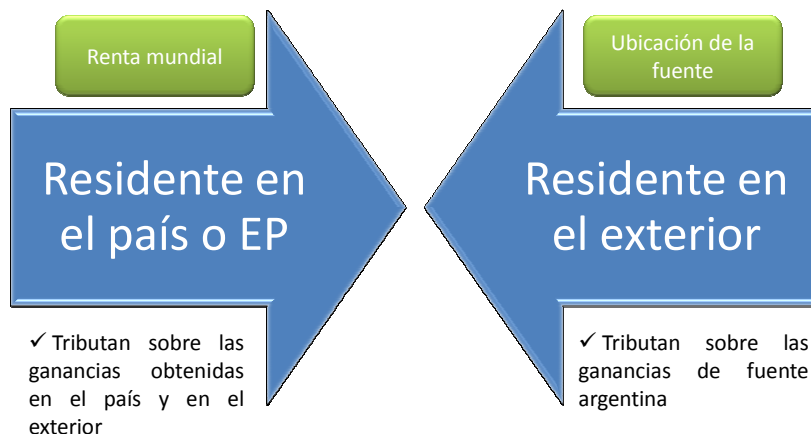 Renta mundial
Ubicación de la
fuente
Residente en
el país o EP
Residente en
el exterior
✓ Tributan sobre las
ganancias obtenidas
en el país y en el
exterior
✓ Tributan sobre las
ganancias de fuente
argentina